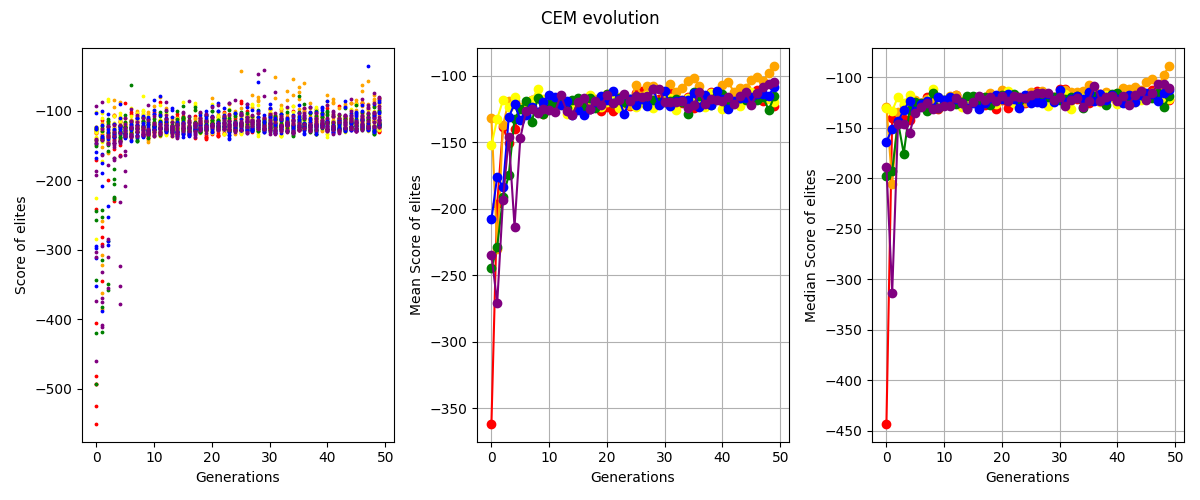 CEM evolution
Score of elites
−100
−200
−300
−400
−500
0 10 20 30 40 50
Generations
Mean Score of elites
−100
−150
−200
−250
−300
−350
0 10 20 30 40 50
Generations
Median Score of elites
−100
−150
−200
−250
−300
−350
−400
−450
0 10 20 30 40 50
Generations